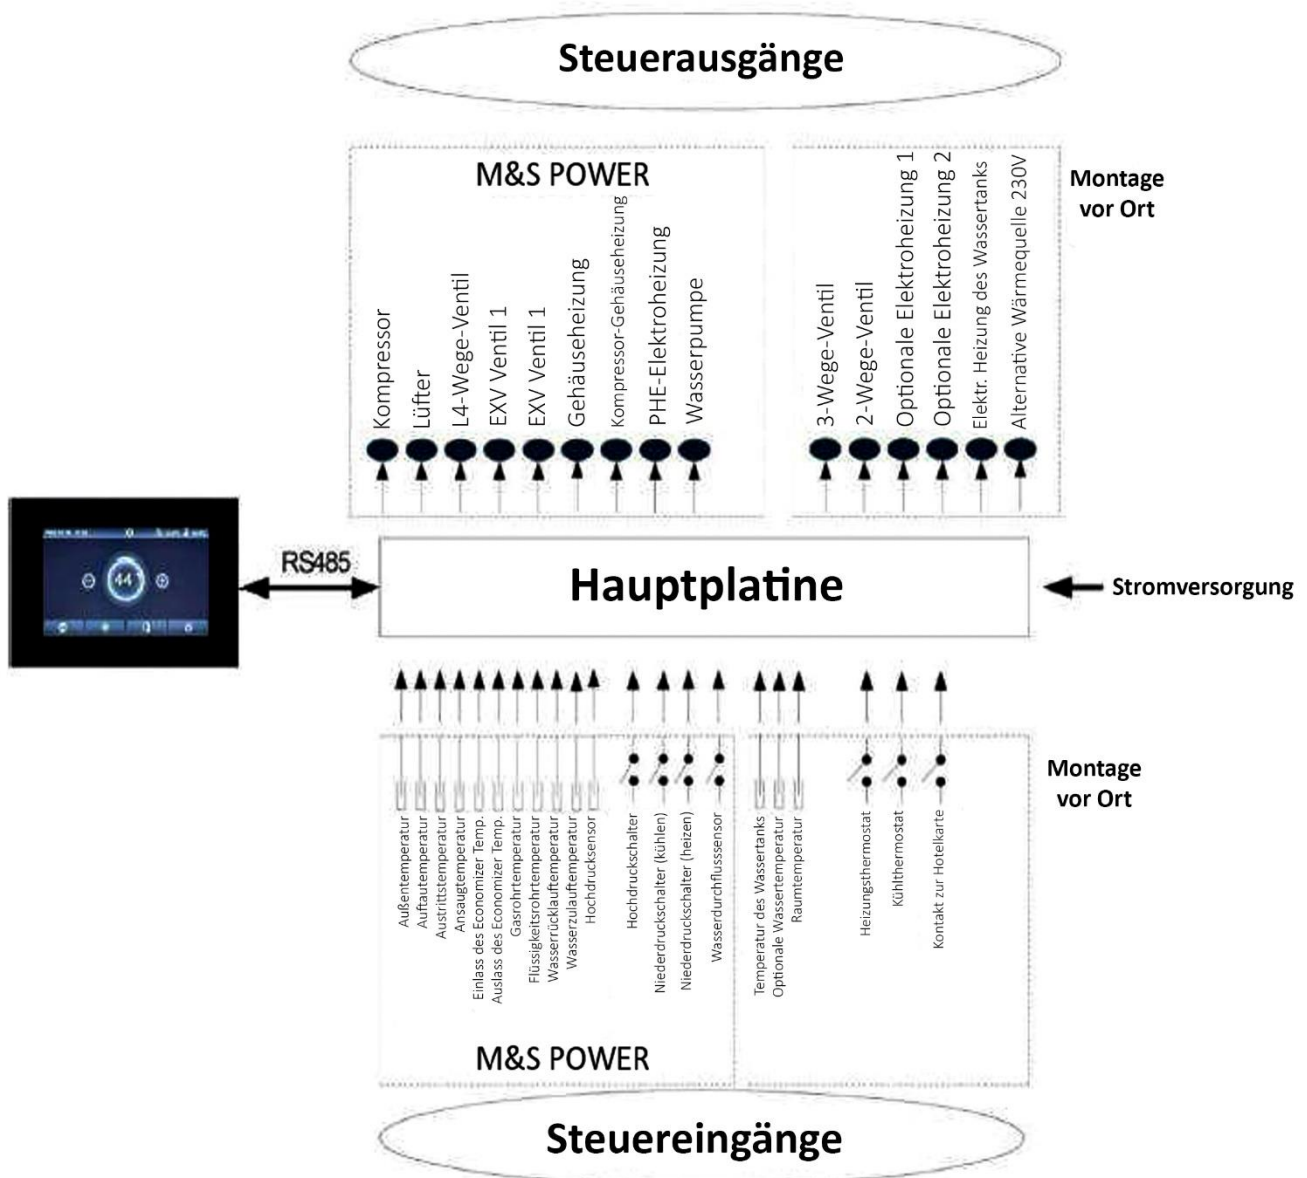 Steuerausgänge
M&S POWER
Kompressor
Lüfter
L4-Wege-Ventil
EXV Ventil 1
EXV Ventil 1
Gehäuseheizung
Kompressor-Gehäuseheizung
PHE-Elektroheizung
Wasserpumpe
3-Wege-Ventil
2-Wege-Ventil
Optionale Elektroheizung 1
Optionale Elektroheizung 2
Elektr. Heizung des Wassertanks
Alternative Wärmequelle 230V
Montage
vor Ort
44
RS485
Hauptplatine
Stromversorgung
Außentemperatur
Auftautemperatur
Austrittstemperatur
Ansaugtemperatur
Einlass des Economizer Temp.
Auslass des Economizer Temp.
Gasrohrtemperatur
Flüssigkeitsrohrtemperatur
Wasserrücklauftemperatur
Wasserzulauftemperatur
Hochdrucksensor
Hochdruckschalter
Niederdruckschalter (kühlen)
Niederdruckschalter (heizen)
Wasserdurchflusssensor
Temperatur des Wassertanks
Optionale Wassertemperatur
Raumtemperatur
Heizungsthermostat
Kühlthermostat
Kontakt zur Hotelkarte
Montage
vor Ort
M&S POWER
Steuereingänge